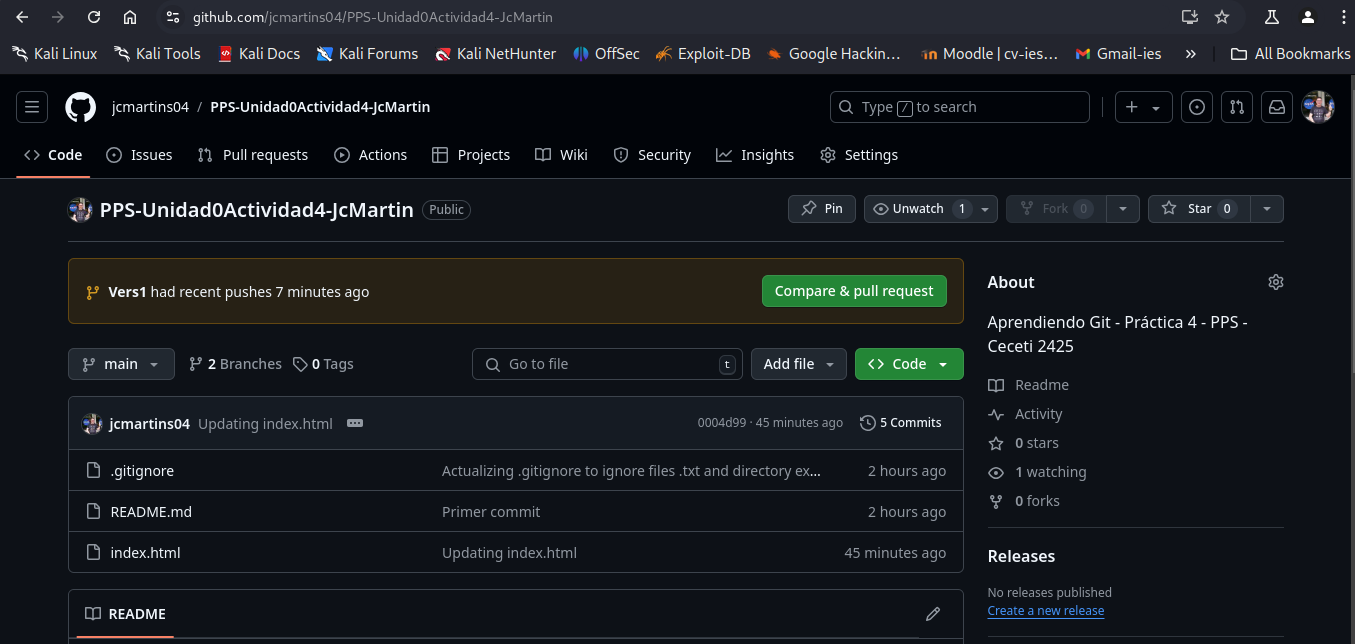 github.com/jcmartins04/PPS-Unidad0Actividad4-JcMartin
Kali Linux Kali Tools Kali Docs Kali Forums Kali NetHunter OffSec Exploit-DB Google Hackin… Moodle | cv-ies… Gmail-ies » All Bookmarks
jcmartins04 / PPS-Unidad0Actividad4-JcMartin Type / to search
Code Issues Pull requests Actions Projects Wiki Security Insights Settings
PPS-Unidad0Actividad4-JcMartin Public Pin Unwatch 1 Fork 0 Star 0
Vers1 had recent pushes 7 minutes ago Compare & pull request
main 2 Branches 0 Tags Go to file t Add file Code
jcmartins04 Updating index.html 0004d99 · 45 minutes ago 5 Commits
.gitignore Actualizing .gitignore to ignore files .txt and directory ex… 2 hours ago
README.md Primer commit 2 hours ago
index.html Updating index.html 45 minutes ago
README
About
Aprendiendo Git - Práctica 4 - PPS -
Ceceti 2425
Readme
Activity
0 stars
1 watching
0 forks
Releases
No releases published
Create a new release